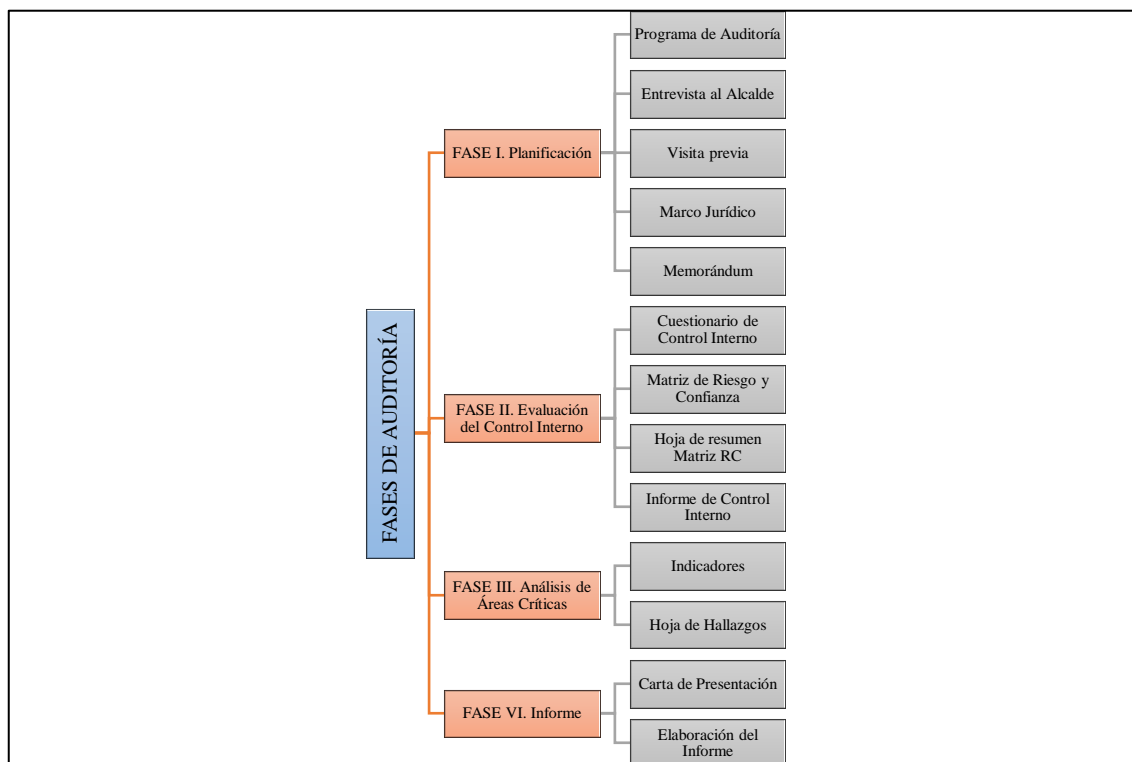 FASES DE AUDITORÍA
FASE I. Planificación
Programa de Auditoría
Entrevista al Alcalde
Visita previa
Marco Jurídico
Memorándum
FASE II. Evaluación
del Control Interno
Cuestionario de
Control Interno
Matriz de Riesgo y
Confianza
Hoja de resumen
Matriz RC
Informe de Control
Interno
FASE III. Análisis de
Áreas Críticas
Indicadores
Hoja de Hallazgos
FASE VI. Informe
Carta de Presentación
Elaboración del
Informe